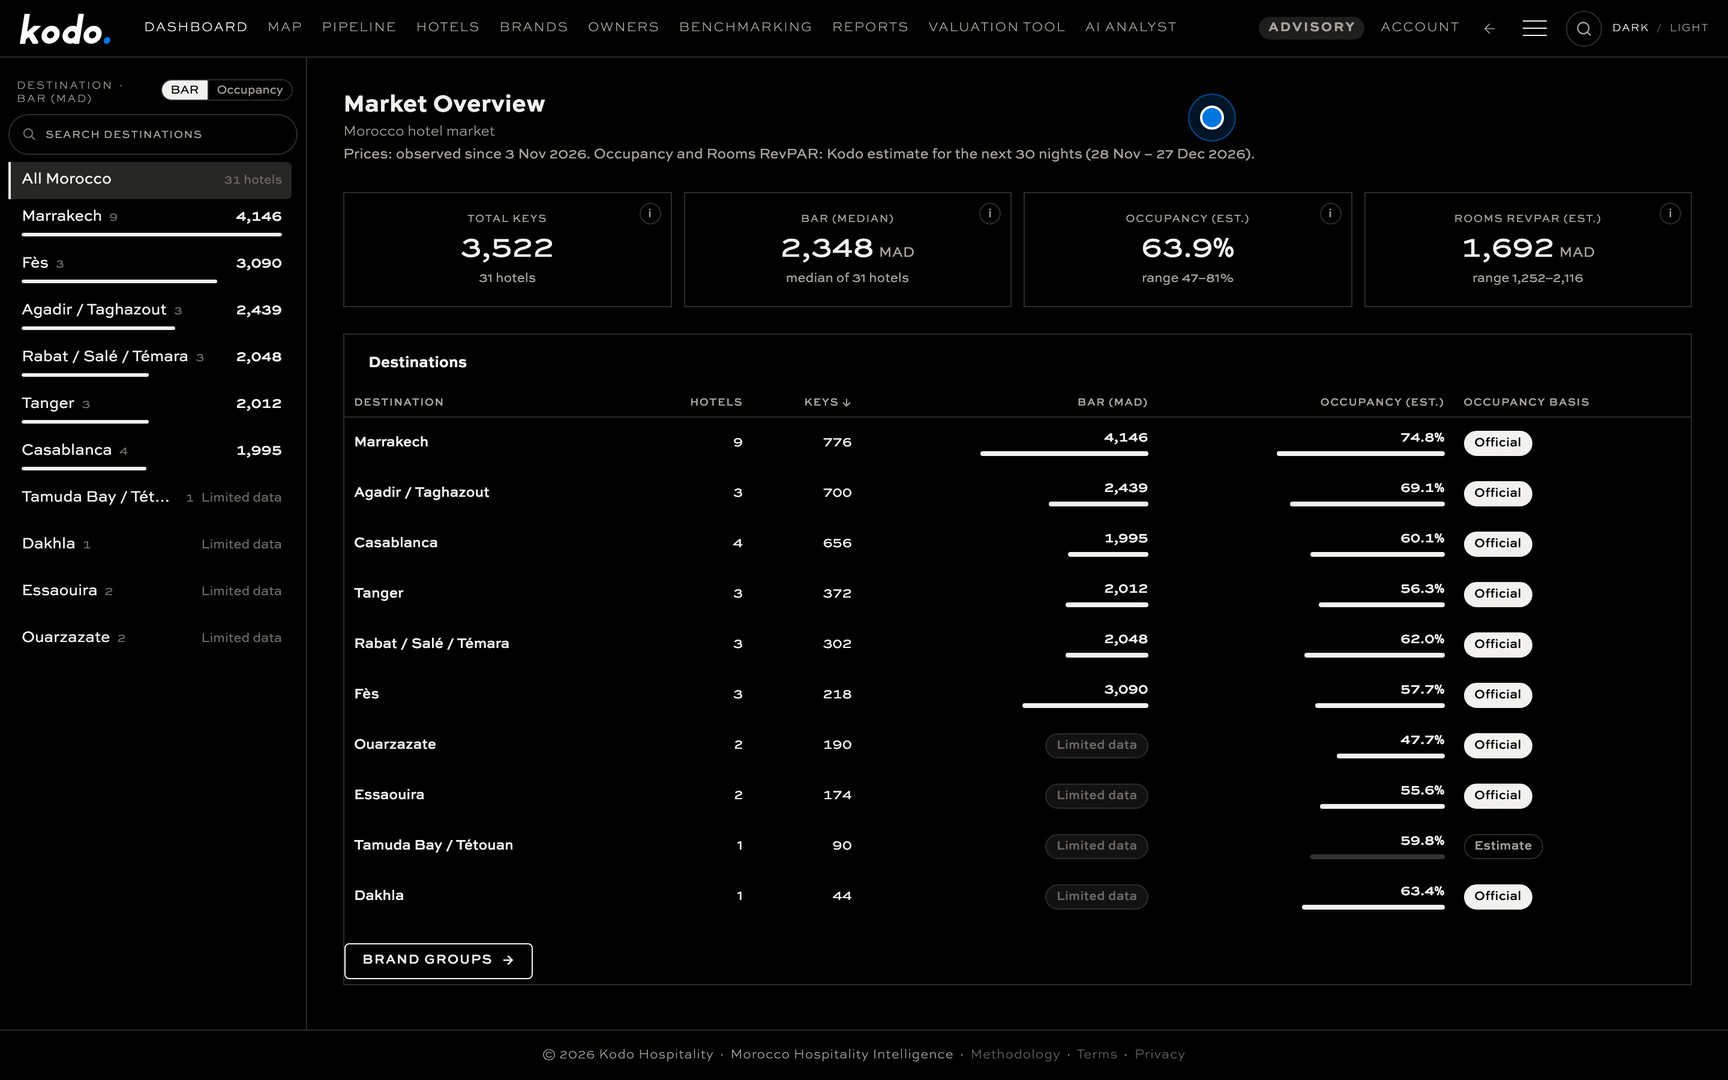 kodo.
DASHBOARD MAP PIPELINE HOTELS BRANDS OWNERS BENCHMARKING REPORTS VALUATION TOOL AI ANALYST ADVISORY ACCOUNT ← DARK / LIGHT
DESTINATION ·
BAR (MAD)
BAR Occupancy
SEARCH DESTINATIONS
All Morocco 31 hotels
Marrakech 9 4,146
Fès 3 3,090
Agadir / Taghazout 3 2,439
Rabat / Salé / Témara 3 2,048
Tanger 3 2,012
Casablanca 4 1,995
Tamuda Bay / Tét... 1 Limited data
Dakhla 1 Limited data
Essaouira 2 Limited data
Ouarzazate 2 Limited data
Market Overview
Morocco hotel market
Prices: observed since 3 Nov 2026. Occupancy and Rooms RevPAR: Kodo estimate for the next 30 nights (28 Nov – 27 Dec 2026).
TOTAL KEYS i
3,522
31 hotels
BAR (MEDIAN) i
2,348 MAD
median of 31 hotels
OCCUPANCY (EST.) i
63.9%
range 47–81%
ROOMS REVPAR (EST.) i
1,692 MAD
range 1,252–2,116
Destinations
DESTINATION HOTELS KEYS ↓ BAR (MAD) OCCUPANCY (EST.) OCCUPANCY BASIS
Marrakech 9 776 4,146 74.8% Official
Agadir / Taghazout 3 700 2,439 69.1% Official
Casablanca 4 656 1,995 60.1% Official
Tanger 3 372 2,012 56.3% Official
Rabat / Salé / Témara 3 302 2,048 62.0% Official
Fès 3 218 3,090 57.7% Official
Ouarzazate 2 190 Limited data 47.7% Official
Essaouira 2 174 Limited data 55.6% Official
Tamuda Bay / Tétouan 1 90 Limited data 59.8% Estimate
Dakhla 1 44 Limited data 63.4% Official
BRAND GROUPS →
© 2026 Kodo Hospitality · Morocco Hospitality Intelligence · Methodology · Terms · Privacy